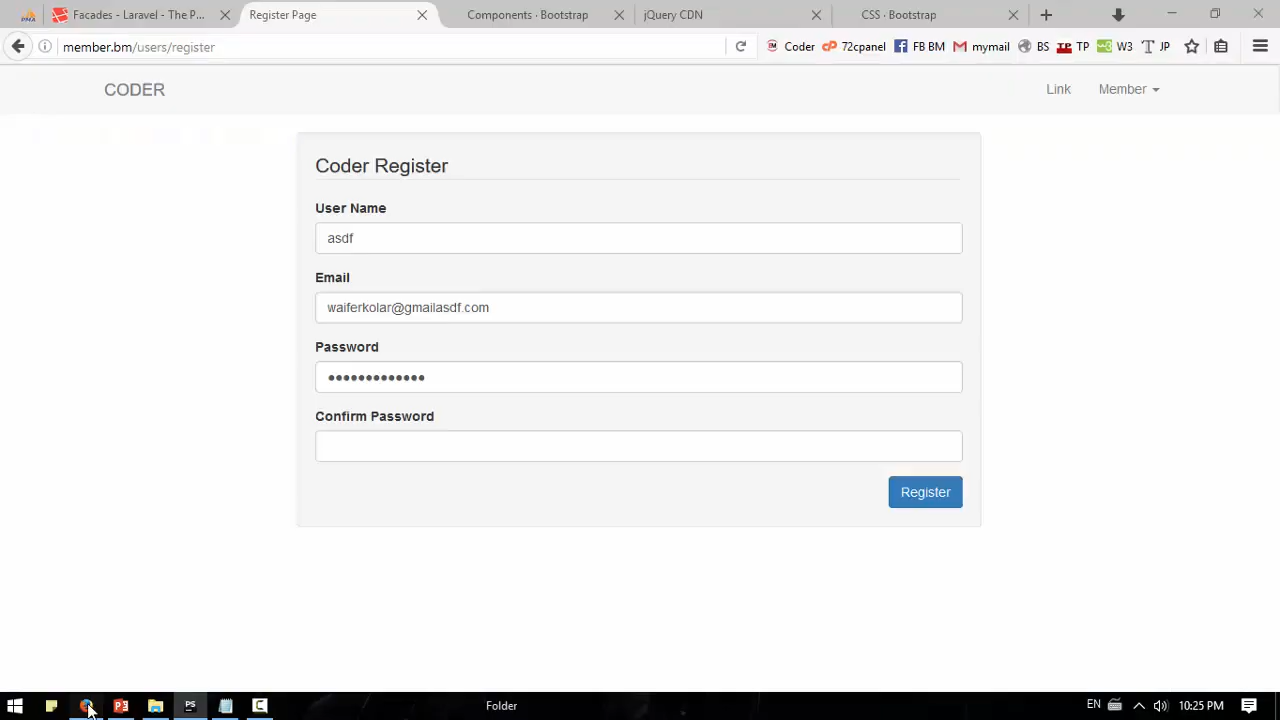 Facades - Laravel - The P...
Register Page
Components · Bootstrap
jQuery CDN
CSS · Bootstrap
member.bm/users/register
Coder
72cpanel
FB BM
mymail
BS
TP
W3
JP
CODER
Link
Member
Coder Register
User Name
asdf
Email
waiferkolar@gmailasdf.com
Password
•••••••••••••
Confirm Password
Register
Folder
EN
10:25 PM